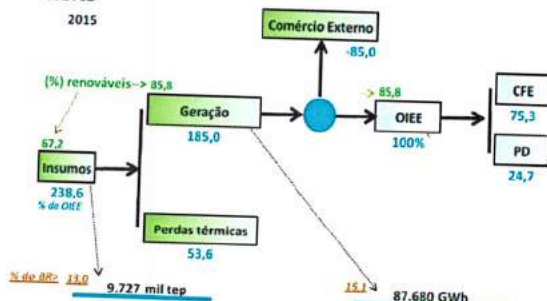 2015
Comércio Externo
-85,0
(%) renováveis--> 85,8
--> 85,8
CFE
75,3
Geração
185,0
OIEE
100%
67,2
Insumos
238,6
% de OIEE
PD
24,7
Perdas térmicas
53,6
% de BR> 13,0
9.727 mil tep
15,1
87.680 GWh